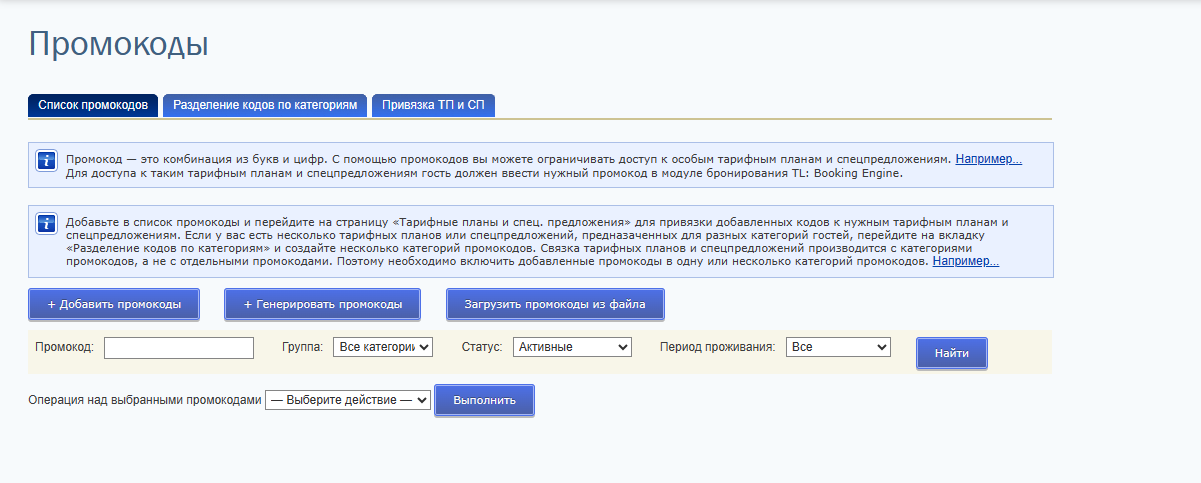 Промокоды
Список промокодов
Разделение кодов по категориям
Привязка ТП и СП
Промокод — это комбинация из букв и цифр. С помощью промокодов вы можете ограничивать доступ к особым тарифным планам и спецпредложениям. Например...
Для доступа к таким тарифным планам и спецпредложениям гость должен ввести нужный промокод в модуле бронирования TL: Booking Engine.
Добавьте в список промокоды и перейдите на страницу «Тарифные планы и спец. предложения» для привязки добавленных кодов к нужным тарифным планам и
спецпредложениям. Если у вас есть несколько тарифных планов или спецпредложений, предназначенных для разных категорий гостей, перейдите на вкладку
«Разделение кодов по категориям» и создайте несколько категорий промокодов. Связка тарифных планов и спецпредложений производится с категориями
промокодов, а не с отдельными промокодами. Поэтому необходимо включить добавленные промокоды в одну или несколько категорий промокодов. Например...
+ Добавить промокоды
+ Генерировать промокоды
Загрузить промокоды из файла
Промокод:
Группа: Все категории
Статус: Активные
Период проживания: Все
Найти
Операция над выбранными промокодами — Выберите действие —
Выполнить